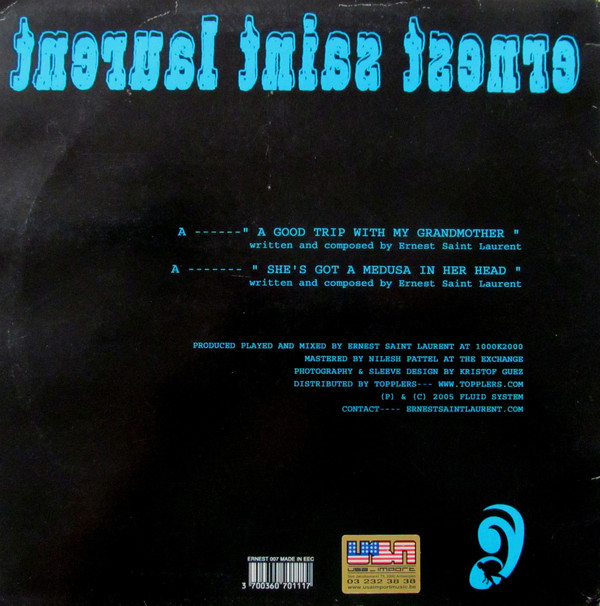 ernest saint laurent
A ------" A GOOD TRIP WITH MY GRANDMOTHER "
written and composed by Ernest Saint Laurent
A ------- " SHE'S GOT A MEDUSA IN HER HEAD "
written and composed by Ernest Saint Laurent
PRODUCED PLAYED AND MIXED BY ERNEST SAINT LAURENT AT 1000K2000
MASTERED BY NILESH PATTEL AT THE EXCHANGE
PHOTOGRAPHY & SLEEVE DESIGN BY KRISTOF GUEZ
DISTRIBUTED BY TOPPLERS--- WWW.TOPPLERS.COM
(P) & (C) 2005 FLUID SYSTEM
CONTACT---- ERNESTSAINTLAURENT.COM
ERNEST 007 MADE IN EEC
3 700360 701117
USA
USA_IMPORT
03 232 38 38
www.usaimportmusic.be